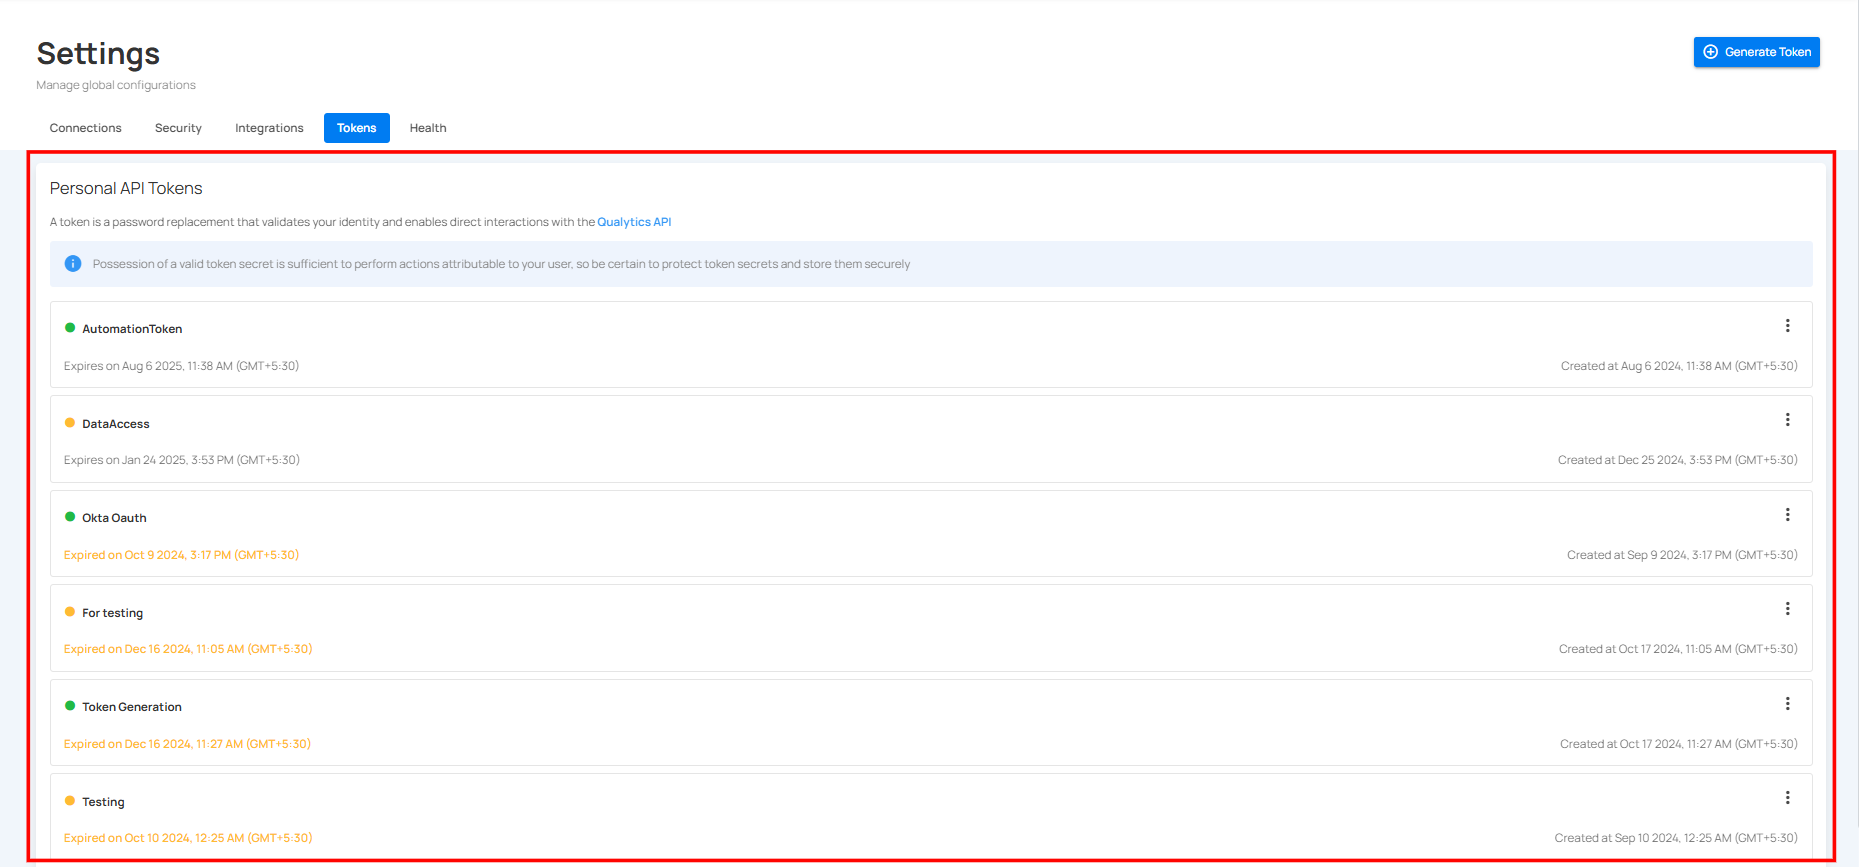 Settings
Generate Token
Manage global configurations
Connections Security Integrations Tokens Health
Personal API Tokens
A token is a password replacement that validates your identity and enables direct interactions with the Qualytics API
Possession of a valid token secret is sufficient to perform actions attributable to your user, so be certain to protect token secrets and store them securely
AutomationToken
Expires on Aug 6 2025, 11:38 AM (GMT+5:30) Created at Aug 6 2024, 11:38 AM (GMT+5:30)
DataAccess
Expires on Jan 24 2025, 3:53 PM (GMT+5:30) Created at Dec 25 2024, 3:53 PM (GMT+5:30)
Okta Oauth
Expired on Oct 9 2024, 3:17 PM (GMT+5:30) Created at Sep 9 2024, 3:17 PM (GMT+5:30)
For testing
Expired on Dec 16 2024, 11:05 AM (GMT+5:30) Created at Oct 17 2024, 11:05 AM (GMT+5:30)
Token Generation
Expired on Dec 16 2024, 11:27 AM (GMT+5:30) Created at Oct 17 2024, 11:27 AM (GMT+5:30)
Testing
Expired on Oct 10 2024, 12:25 AM (GMT+5:30) Created at Sep 10 2024, 12:25 AM (GMT+5:30)